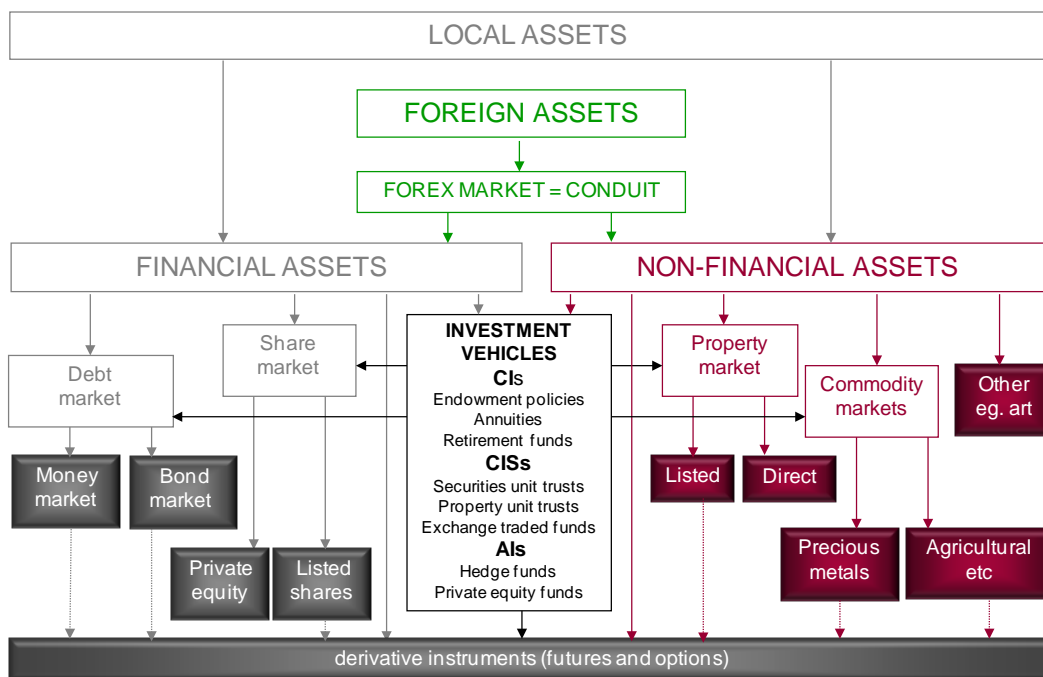 LOCAL ASSETS
FOREIGN ASSETS
FOREX MARKET = CONDUIT
FINANCIAL ASSETS
NON-FINANCIAL ASSETS
Debt
market
Share
market
INVESTMENT
VEHICLES
CIs
Endowment policies
Annuities
Retirement funds
CISs
Securities unit trusts
Property unit trusts
Exchange traded funds
AIs
Hedge funds
Private equity funds
Property
market
Commodity
markets
Other
eg. art
Money
market
Bond
market
Listed
Direct
Private
equity
Listed
shares
Precious
metals
Agricultural
etc
derivative instruments (futures and options)